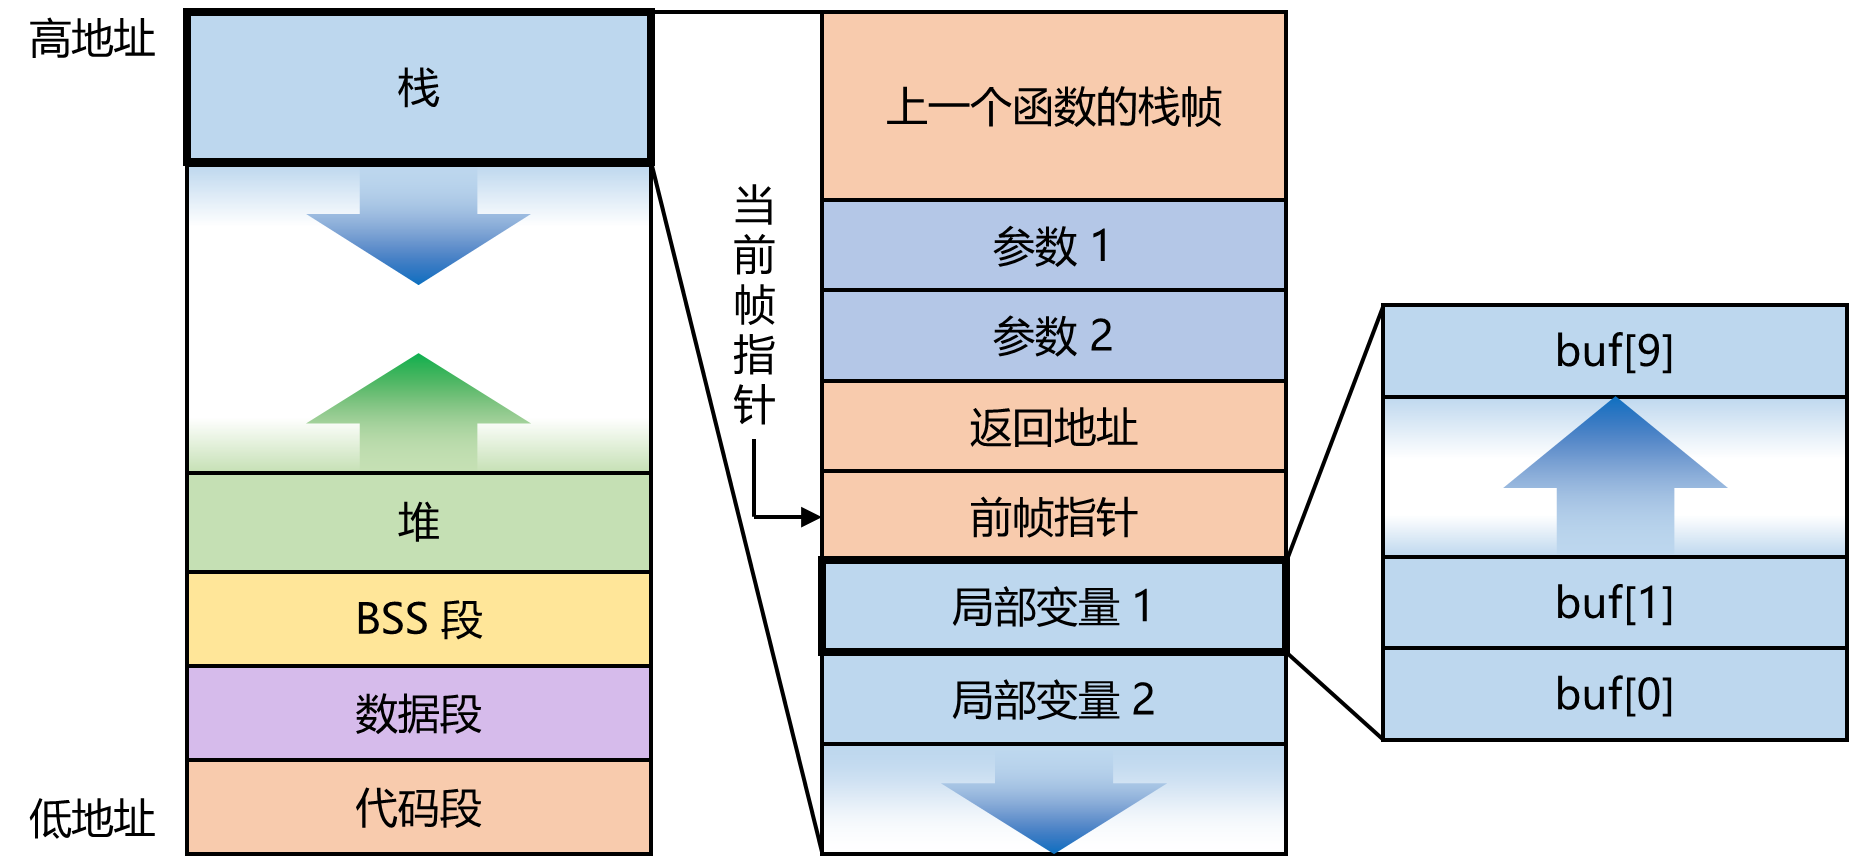 高地址
栈
堆
BSS 段
数据段
代码段
低地址
当前帧指针
上一个函数的栈帧
参数 1
参数 2
返回地址
前帧指针
局部变量 1
局部变量 2
buf[9]
buf[1]
buf[0]